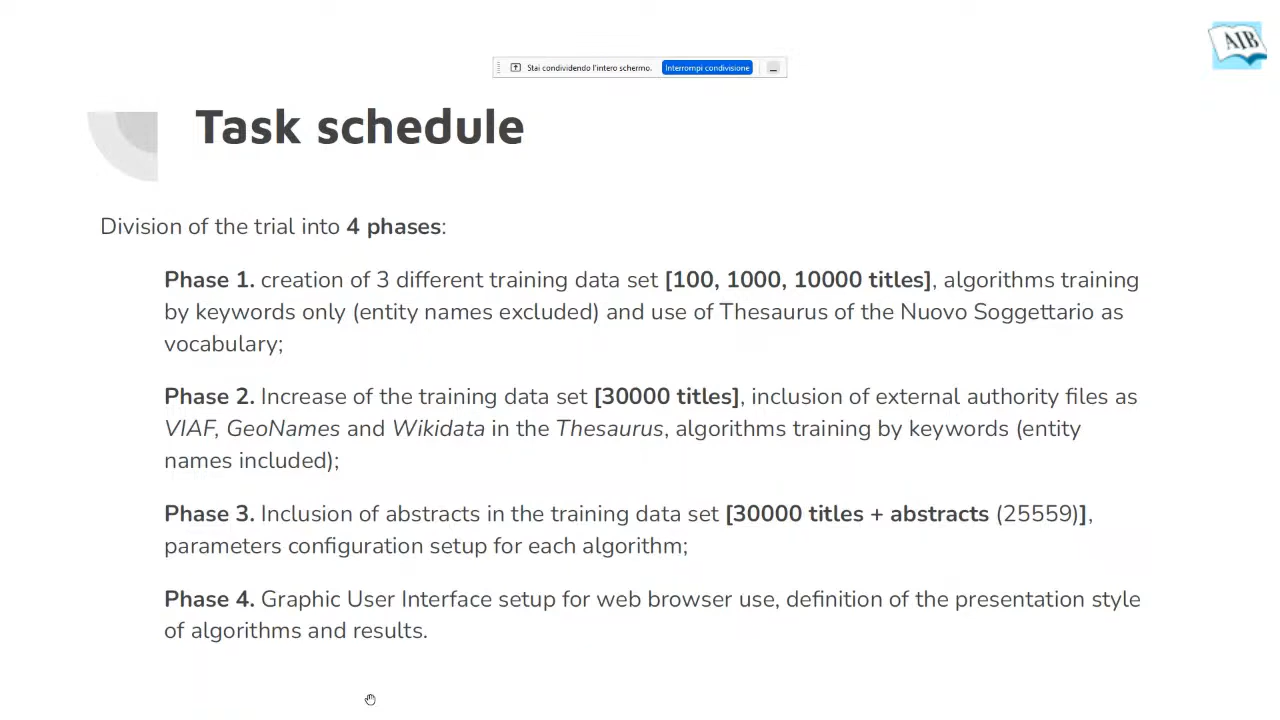 AIB
Stai condividendo l'intero schermo.
Interrompi condivisione
Task schedule
Division of the trial into 4 phases:
Phase 1. creation of 3 different training data set [100, 1000, 10000 titles], algorithms training
by keywords only (entity names excluded) and use of Thesaurus of the Nuovo Soggettario as
vocabulary;
Phase 2. Increase of the training data set [30000 titles], inclusion of external authority files as
VIAF, GeoNames and Wikidata in the Thesaurus, algorithms training by keywords (entity
names included);
Phase 3. Inclusion of abstracts in the training data set [30000 titles + abstracts (25559)],
parameters configuration setup for each algorithm;
Phase 4. Graphic User Interface setup for web browser use, definition of the presentation style
of algorithms and results.